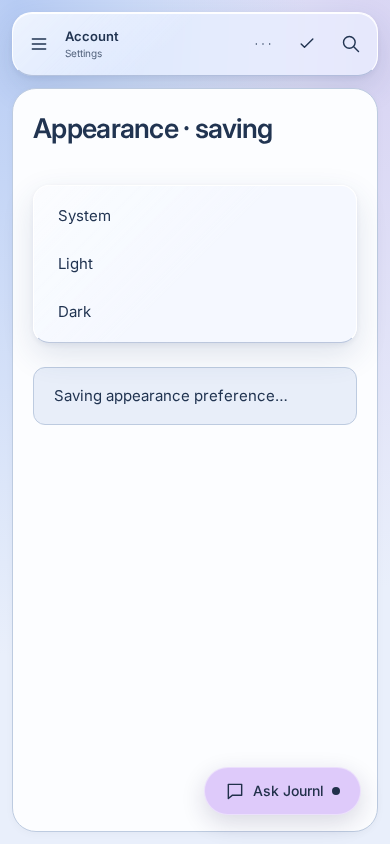 Account
Settings
Appearance · saving
System
Light
Dark
Saving appearance preference…
Ask Journl